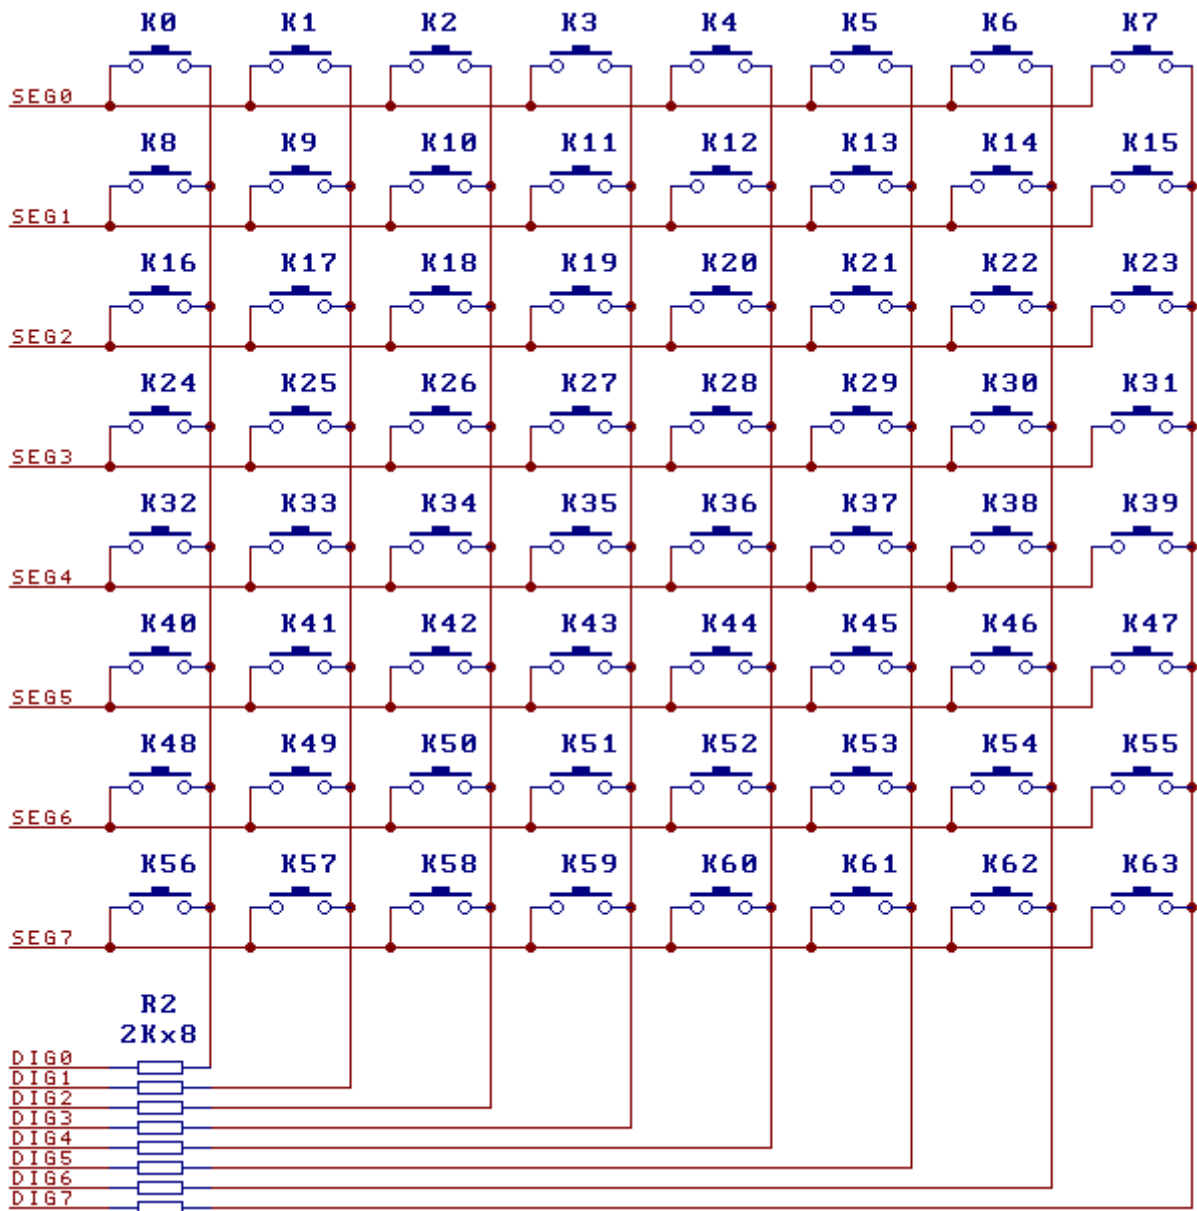 K0 K1 K2 K3 K4 K5 K6 K7
SEG0
K8 K9 K10 K11 K12 K13 K14 K15
SEG1
K16 K17 K18 K19 K20 K21 K22 K23
SEG2
K24 K25 K26 K27 K28 K29 K30 K31
SEG3
K32 K33 K34 K35 K36 K37 K38 K39
SEG4
K40 K41 K42 K43 K44 K45 K46 K47
SEG5
K48 K49 K50 K51 K52 K53 K54 K55
SEG6
K56 K57 K58 K59 K60 K61 K62 K63
SEG7
R2
2Kx8
DIG0
DIG1
DIG2
DIG3
DIG4
DIG5
DIG6
DIG7